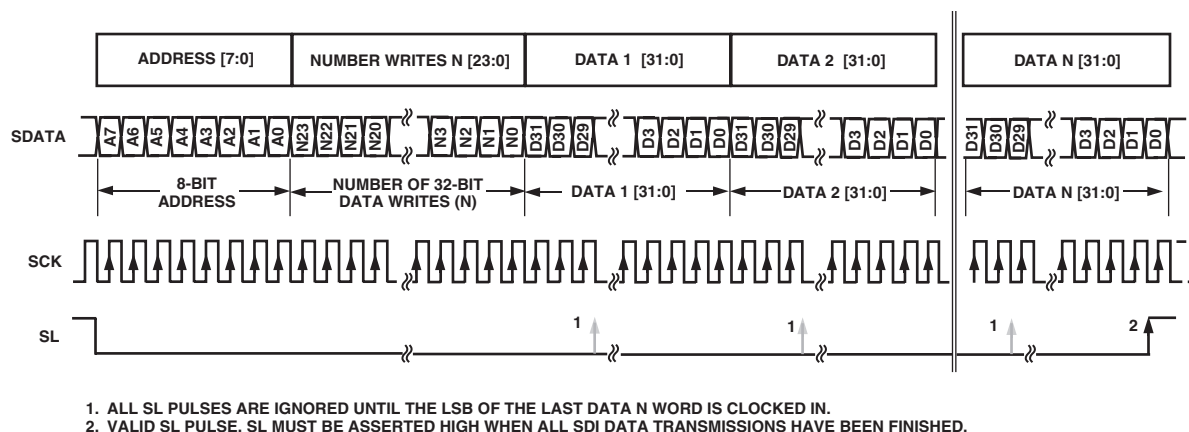 ADDRESS [7:0] NUMBER WRITES N [23:0] DATA 1 [31:0] DATA 2 [31:0] DATA N [31:0]
SDATA A7 A6 A5 A4 A3 A2 A1 A0 N23 N22 N21 N20 N3 N2 N1 N0 D31 D30 D29 D3 D2 D1 D0 D31 D30 D29 D3 D2 D1 D0 D31 D30 D29 D3 D2 D1 D0
8-BIT ADDRESS
NUMBER OF 32-BIT DATA WRITES (N)
DATA 1 [31:0] DATA 2 [31:0] DATA N [31:0]
SCK
SL 1 1 1 2
1. ALL SL PULSES ARE IGNORED UNTIL THE LSB OF THE LAST DATA N WORD IS CLOCKED IN.
2. VALID SL PULSE. SL MUST BE ASSERTED HIGH WHEN ALL SDI DATA TRANSMISSIONS HAVE BEEN FINISHED.